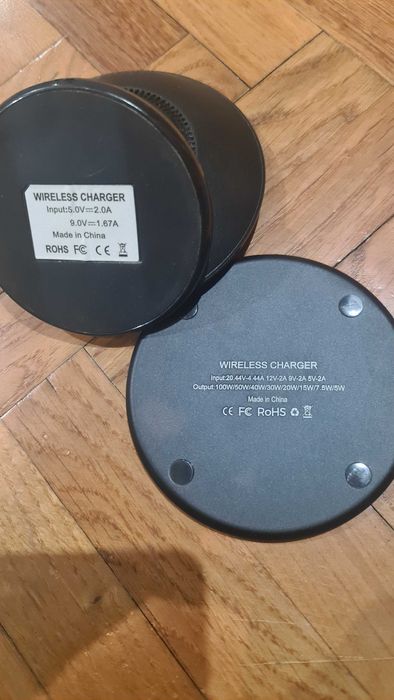 WIRELESS CHARGER
Input:5.0V⎓2.0A
9.0V⎓1.67A
Made in China
ROHS FC CE
WIRELESS CHARGER
Input:20.44V-4.44A 12V-2A 9V-2A 5V-2A
Output:100W/50W/40W/30W/20W/15W/7.5W/5W
Made in China
CE FC RoHS